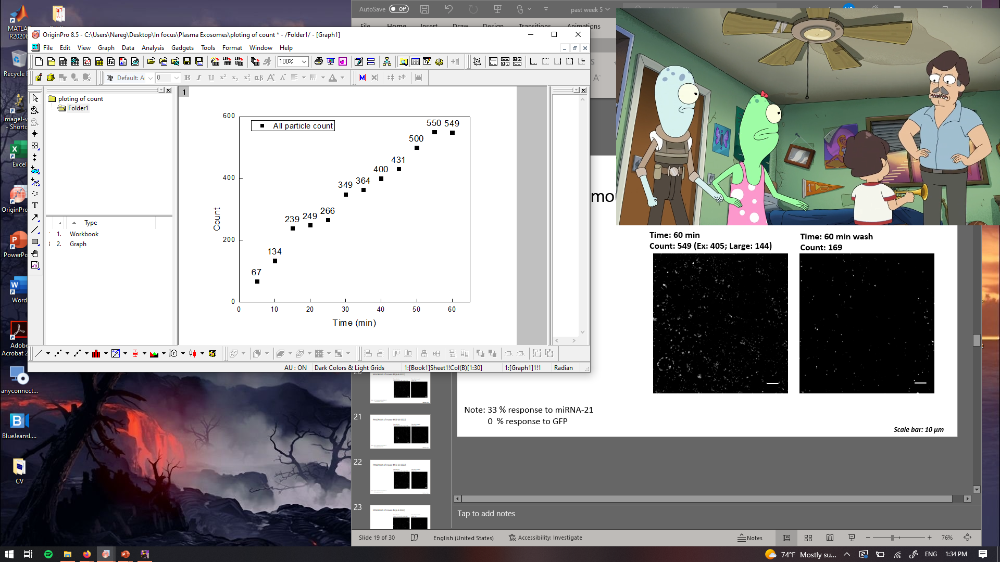 MATLAB
R2020b
Recycle
ImageJ-w
- Shortc
Excel
OriginPro
PowerPo
Word
Adobe
Acrobat
anyconnect...
BlueJeansL...
CV
OriginPro 8.5 - C:\Users\Nareg\Desktop\In focus\Plasma Exosomes\ploting of count * - /Folder1/ - [Graph1]
File Edit View Graph Data Analysis Gadgets Tools Format Window Help
100%
Default: A 0
ploting of count
Folder1
Type
1. Workbook
2. Graph
1
All particle count
Count
600
400
200
0
67
134
239
249
266
349
364
400
431
500
550
549
0 10 20 30 40 50 60
Time (min)
AU : ON Dark Colors & Light Grids 1:[Book1]Sheet1!Col(B)[1:30] 1:[Graph1]1!1 Radian
AutoSave Off past week 5
File Home Insert Draw Design Transitions Animations
mou
1ST
Time: 60 min
Count: 549 (Ex: 405; Large: 144)
Time: 60 min wash
Count: 169
Note: 33 % response to miRNA-21
0 % response to GFP
Scale bar: 10 µm
20
21
22
23
Tap to add notes
Slide 19 of 30 English (United States) Accessibility: Investigate Notes 76%
74°F Mostly su... ENG 1:34 PM